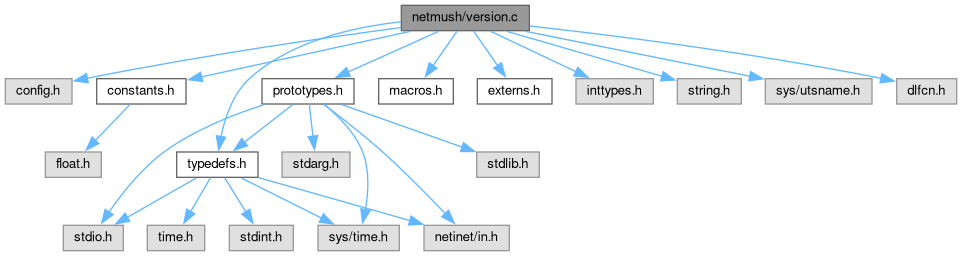 netmush/version.c
config.h
constants.h
prototypes.h
macros.h
externs.h
inttypes.h
string.h
sys/utsname.h
dlfcn.h
float.h
typedefs.h
stdarg.h
stdlib.h
stdio.h
time.h
stdint.h
sys/time.h
netinet/in.h